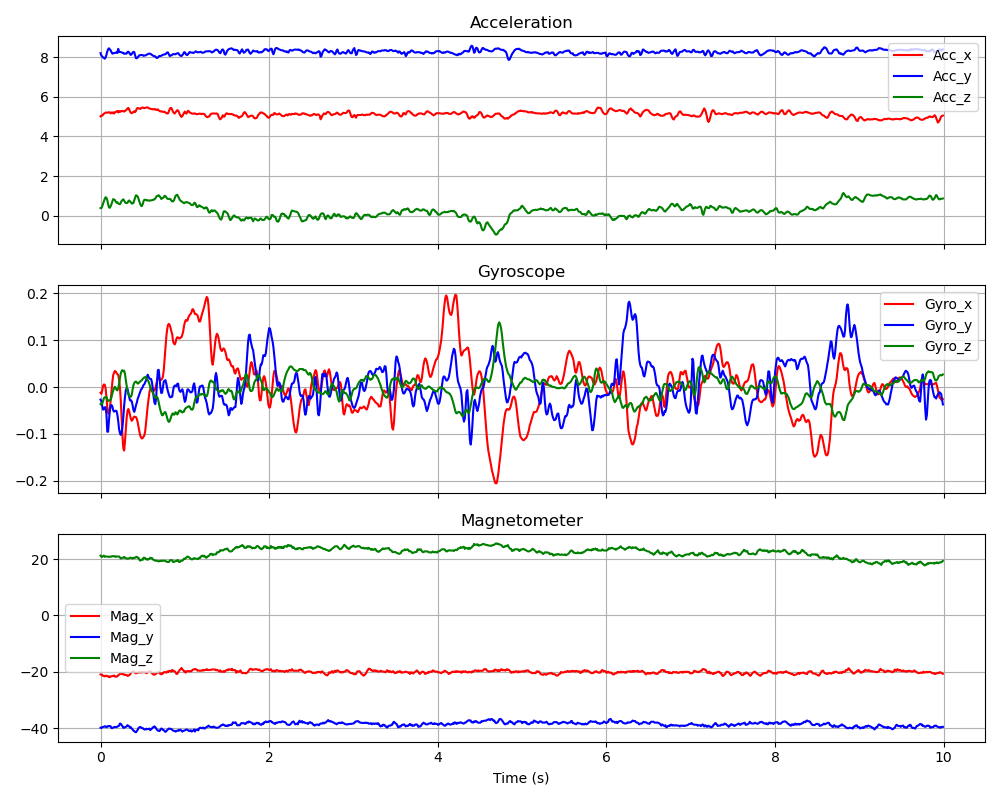 Acceleration
8
6
4
2
0
Acc_x
Acc_y
Acc_z
Gyroscope
0.2
0.1
0.0
−0.1
−0.2
Gyro_x
Gyro_y
Gyro_z
Magnetometer
20
0
−20
−40
Mag_x
Mag_y
Mag_z
0 2 4 6 8 10
Time (s)